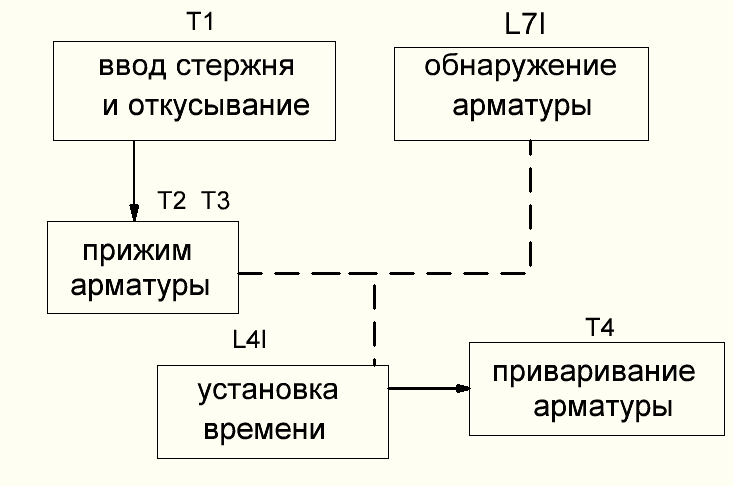 T1
ввод стержня
и откусывание
L7I
обнаружение
арматуры
T2 T3
прижим
арматуры
L4I
установка
времени
T4
приваривание
арматуры